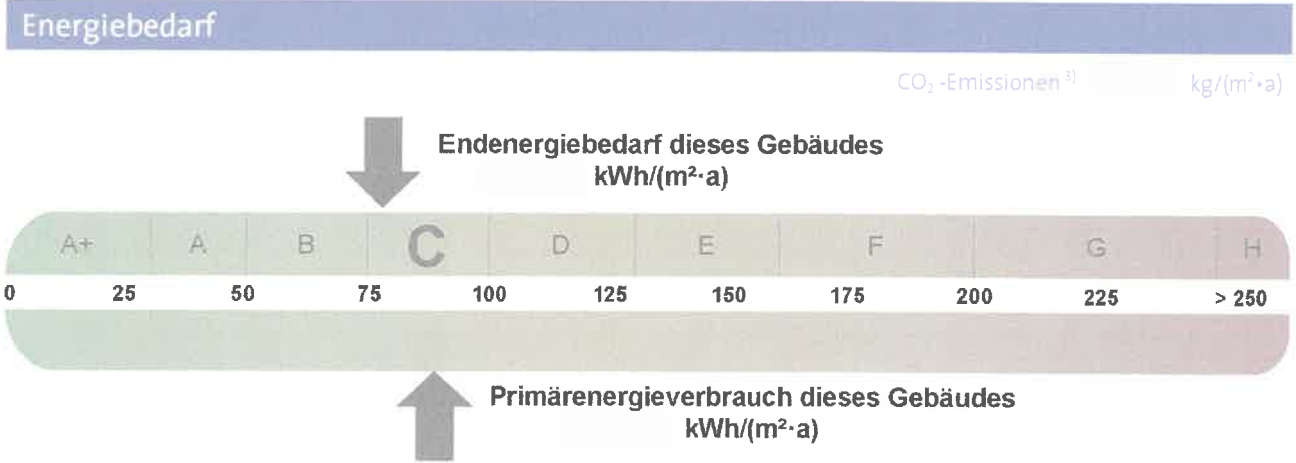 Energiebedarf
CO₂ -Emissionen ³⁾ kg/(m²•a)
Endenergiebedarf dieses Gebäudes
kWh/(m²·a)
A+ A B C D E F G H
0 25 50 75 100 125 150 175 200 225 > 250
Primärenergieverbrauch dieses Gebäudes
kWh/(m²·a)